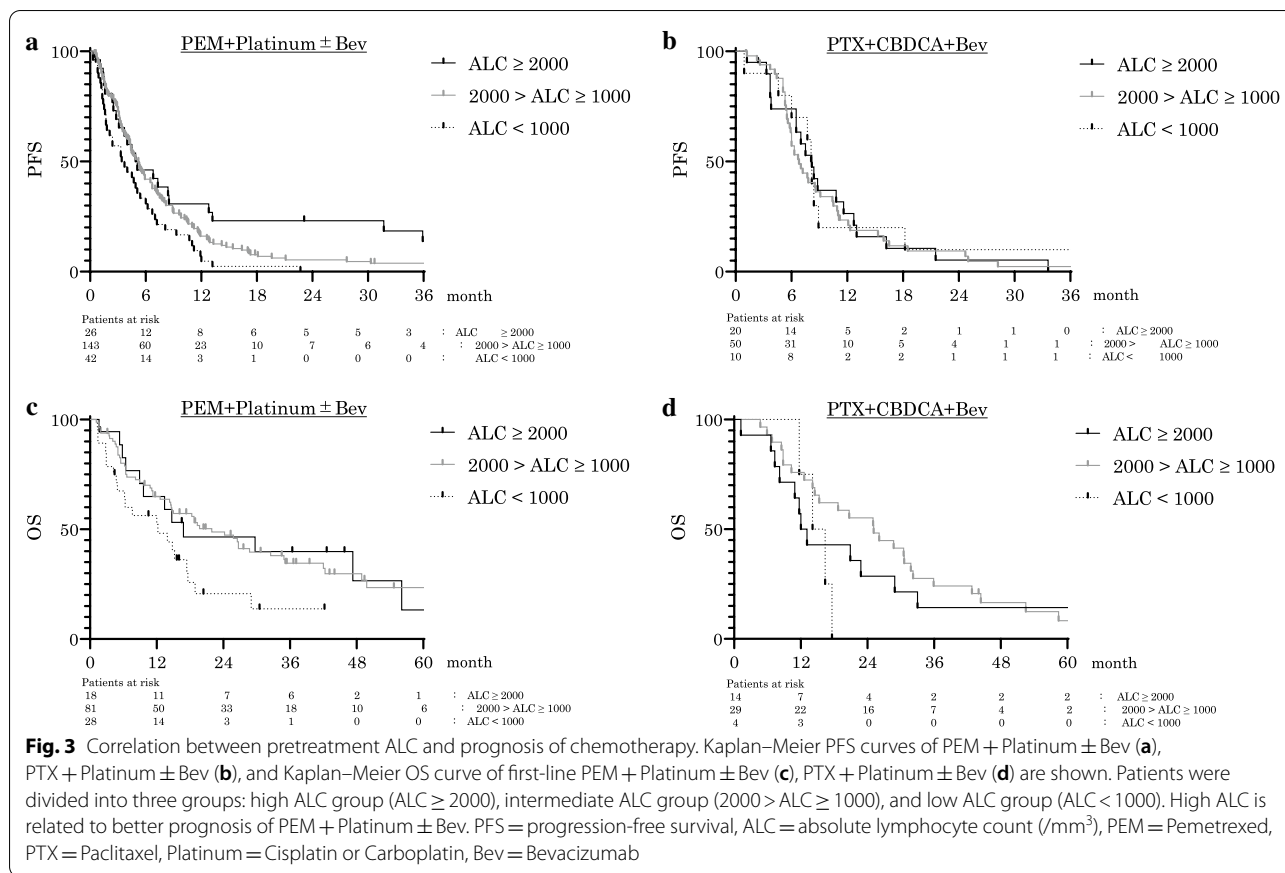 a PEM+Platinum ± Bev
100
50
0
PFS
ALC ≥ 2000
2000 > ALC ≥ 1000
ALC < 1000
0 6 12 18 24 30 36 month
Patients at risk
26 12 8 6 5 5 3 : ALC ≥ 2000
143 60 23 10 7 6 4 : 2000 > ALC ≥ 1000
42 14 3 1 0 0 0 : ALC < 1000
b PTX+CBDCA+Bev
100
50
0
PFS
ALC ≥ 2000
2000 > ALC ≥ 1000
ALC < 1000
0 6 12 18 24 30 36 month
Patients at risk
20 14 5 2 1 1 0 : ALC ≥ 2000
50 31 10 5 4 1 1 : 2000 > ALC ≥ 1000
10 8 2 2 1 1 1 : ALC < 1000
c PEM+Platinum ± Bev
100
50
0
OS
ALC ≥ 2000
2000 > ALC ≥ 1000
ALC < 1000
0 12 24 36 48 60 month
Patients at risk
18 11 7 6 2 1 : ALC ≥ 2000
81 50 33 18 10 6 : 2000 > ALC ≥ 1000
28 14 3 1 0 0 : ALC < 1000
d PTX+CBDCA+Bev
100
50
0
OS
ALC ≥ 2000
2000 > ALC ≥ 1000
ALC < 1000
0 12 24 36 48 60 month
Patients at risk
14 7 4 2 2 2 : ALC ≥ 2000
29 22 16 7 4 2 : 2000 > ALC ≥ 1000
4 3 0 0 0 0 : ALC < 1000
Fig. 3 Correlation between pretreatment ALC and prognosis of chemotherapy. Kaplan–Meier PFS curves of PEM + Platinum ± Bev (a),
PTX + Platinum ± Bev (b), and Kaplan–Meier OS curve of first-line PEM + Platinum ± Bev (c), PTX + Platinum ± Bev (d) are shown. Patients were
divided into three groups: high ALC group (ALC ≥ 2000), intermediate ALC group (2000 > ALC ≥ 1000), and low ALC group (ALC < 1000). High ALC is
related to better prognosis of PEM + Platinum ± Bev. PFS = progression-free survival, ALC = absolute lymphocyte count (/mm³), PEM = Pemetrexed,
PTX = Paclitaxel, Platinum = Cisplatin or Carboplatin, Bev = Bevacizumab